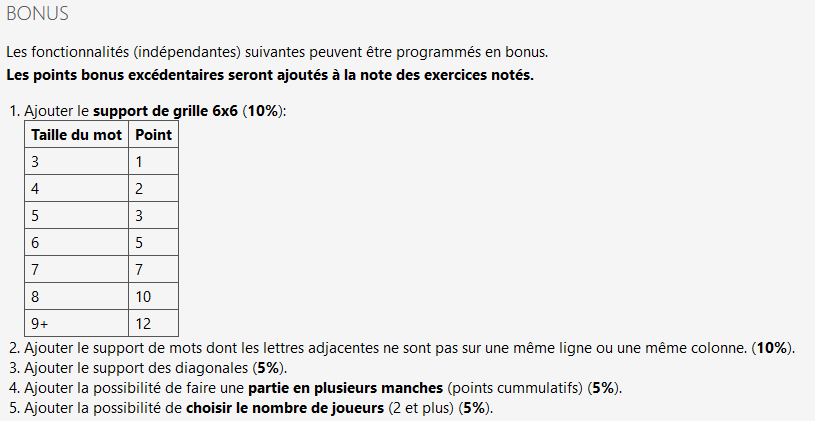 BONUS
Les fonctionnalités (indépendantes) suivantes peuvent être programmés en bonus.
Les points bonus excédentaires seront ajoutés à la note des exercices notés.
1. Ajouter le support de grille 6x6 (10%):
Taille du mot Point
3 1
4 2
5 3
6 5
7 7
8 10
9+ 12
2. Ajouter le support de mots dont les lettres adjacentes ne sont pas sur une même ligne ou une même colonne. (10%).
3. Ajouter le support des diagonales (5%).
4. Ajouter la possibilité de faire une partie en plusieurs manches (points cummulatifs) (5%).
5. Ajouter la possibilité de choisir le nombre de joueurs (2 et plus) (5%).